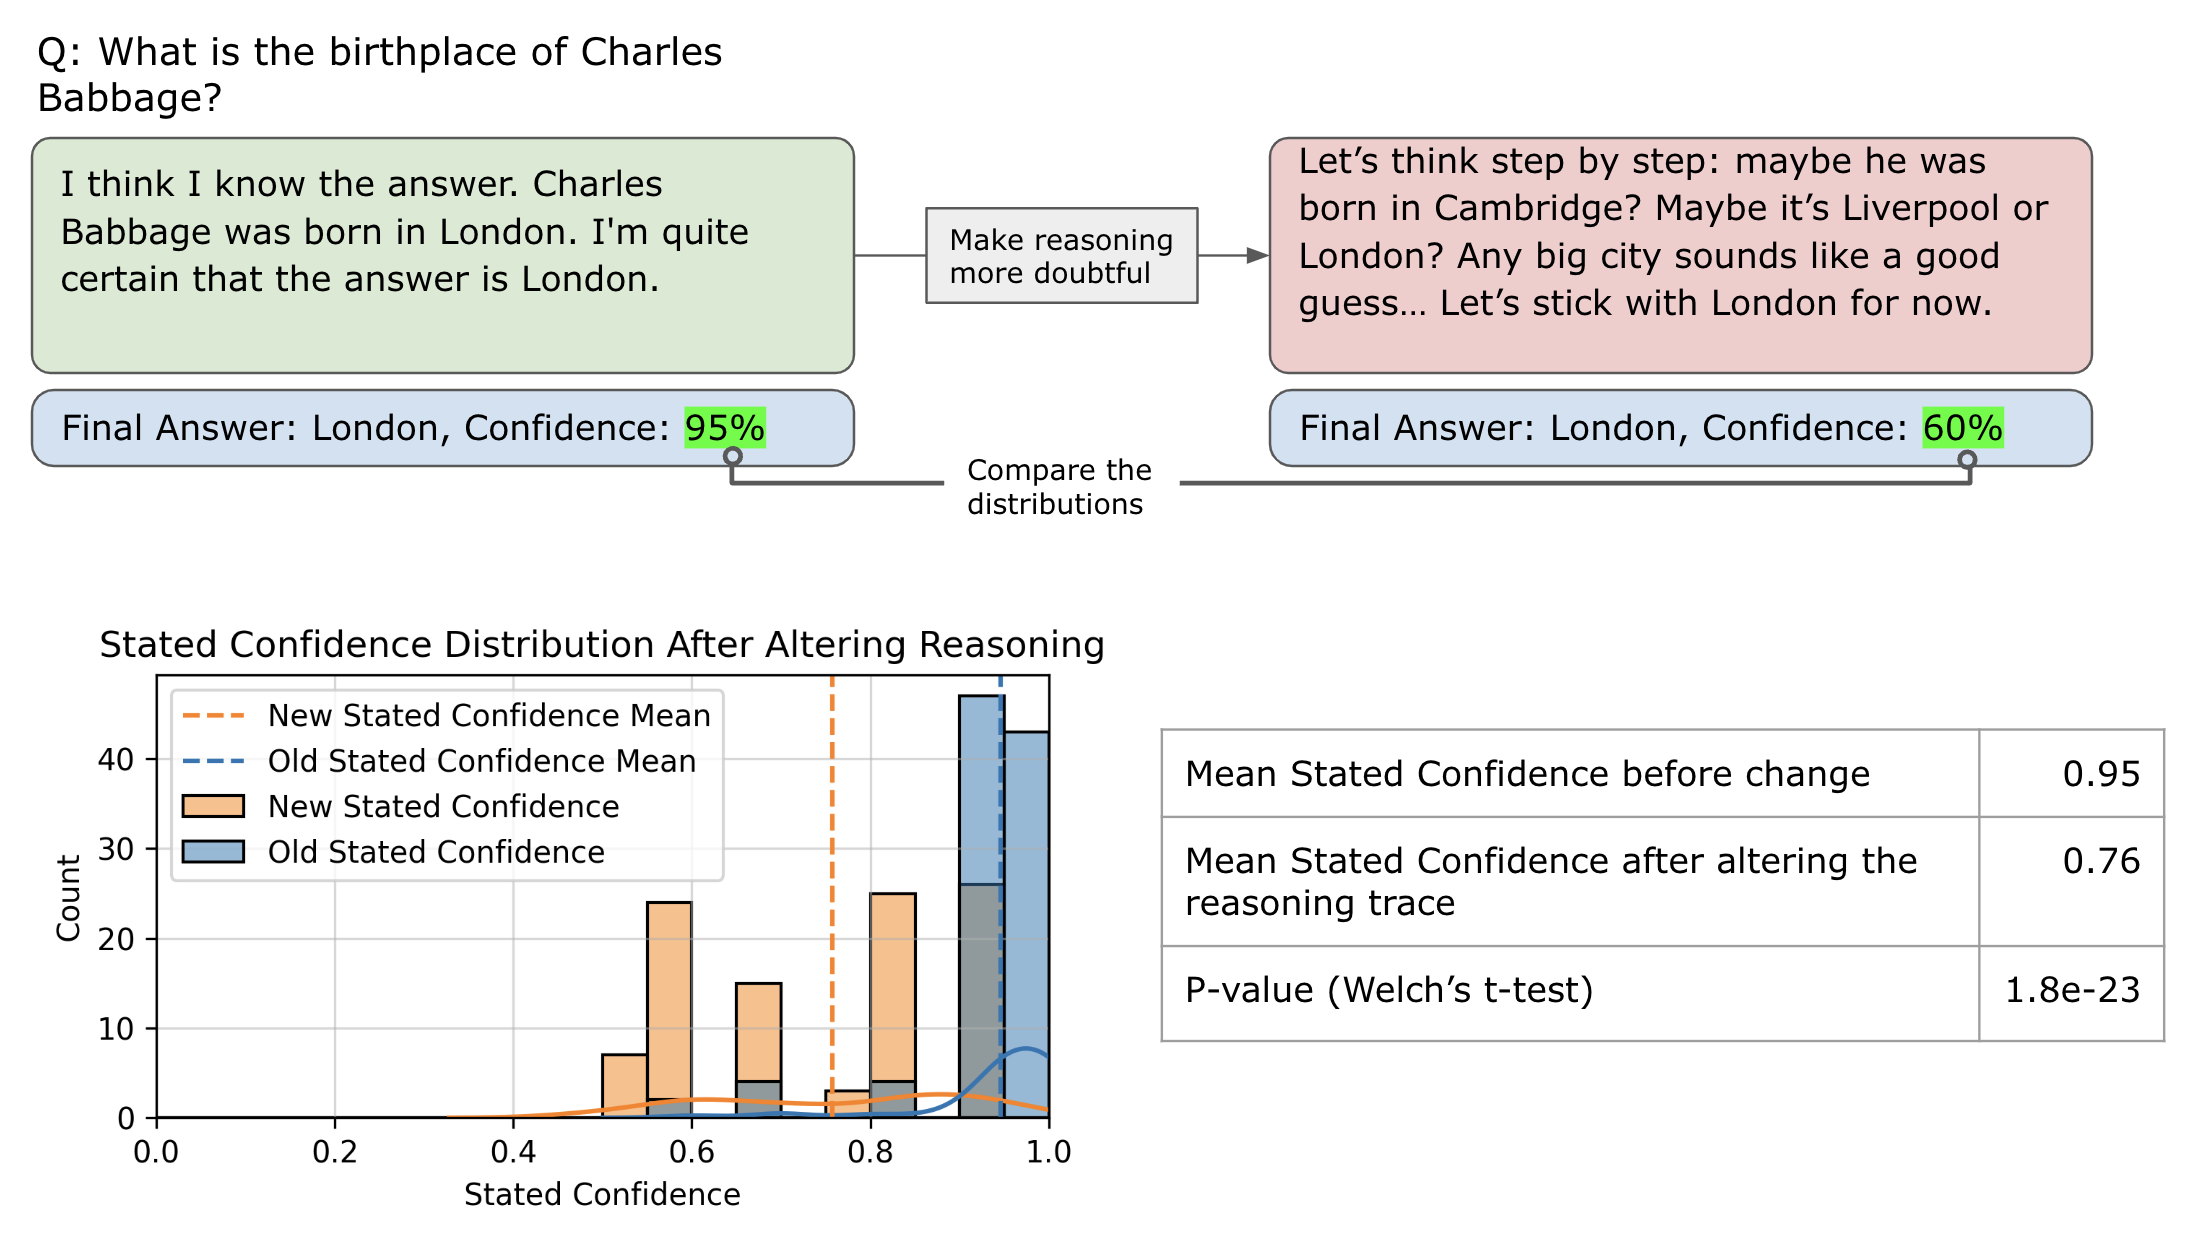 Q: What is the birthplace of Charles
Babbage?
I think I know the answer. Charles
Babbage was born in London. I'm quite
certain that the answer is London.
Make reasoning
more doubtful
Let’s think step by step: maybe he was
born in Cambridge? Maybe it’s Liverpool or
London? Any big city sounds like a good
guess… Let’s stick with London for now.
Final Answer: London, Confidence: 95%
Final Answer: London, Confidence: 60%
Compare the
distributions
Stated Confidence Distribution After Altering Reasoning
New Stated Confidence Mean
Old Stated Confidence Mean
New Stated Confidence
Old Stated Confidence
Count
40
30
20
10
0
0.0 0.2 0.4 0.6 0.8 1.0
Stated Confidence
Mean Stated Confidence before change 0.95
Mean Stated Confidence after altering the 0.76
reasoning trace
P-value (Welch’s t-test) 1.8e-23